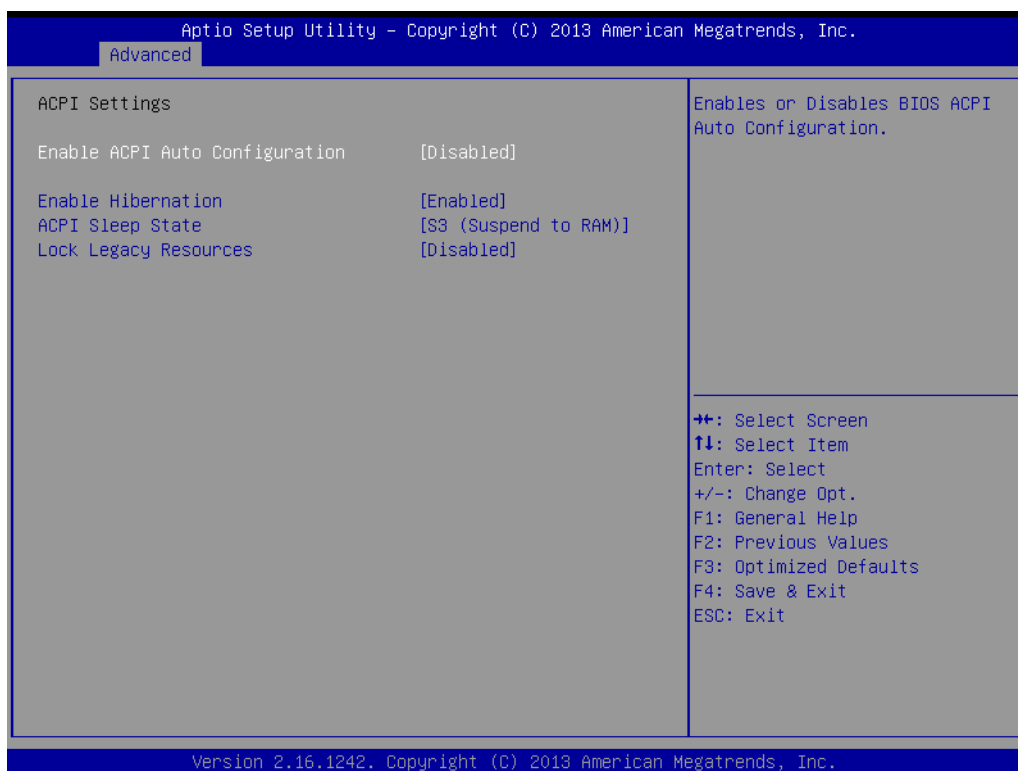 Aptio Setup Utility – Copyright (C) 2013 American Megatrends, Inc.
Advanced
ACPI Settings
Enable ACPI Auto Configuration [Disabled]
Enable Hibernation [Enabled]
ACPI Sleep State [S3 (Suspend to RAM)]
Lock Legacy Resources [Disabled]
Enables or Disables BIOS ACPI
Auto Configuration.
→←: Select Screen
↑↓: Select Item
Enter: Select
+/-: Change Opt.
F1: General Help
F2: Previous Values
F3: Optimized Defaults
F4: Save & Exit
ESC: Exit
Version 2.16.1242. Copyright (C) 2013 American Megatrends, Inc.